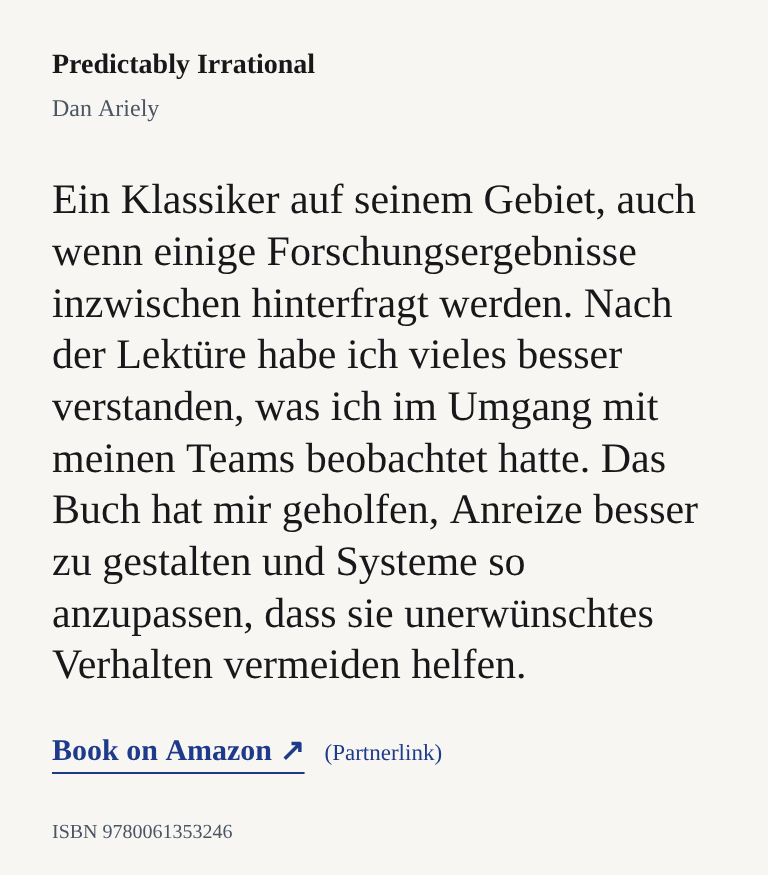 Predictably Irrational
Dan Ariely
Ein Klassiker auf seinem Gebiet, auch
wenn einige Forschungsergebnisse
inzwischen hinterfragt werden. Nach
der Lektüre habe ich vieles besser
verstanden, was ich im Umgang mit
meinen Teams beobachtet hatte. Das
Buch hat mir geholfen, Anreize besser
zu gestalten und Systeme so
anzupassen, dass sie unerwünschtes
Verhalten vermeiden helfen.
Book on Amazon ↗ (Partnerlink)
ISBN 9780061353246